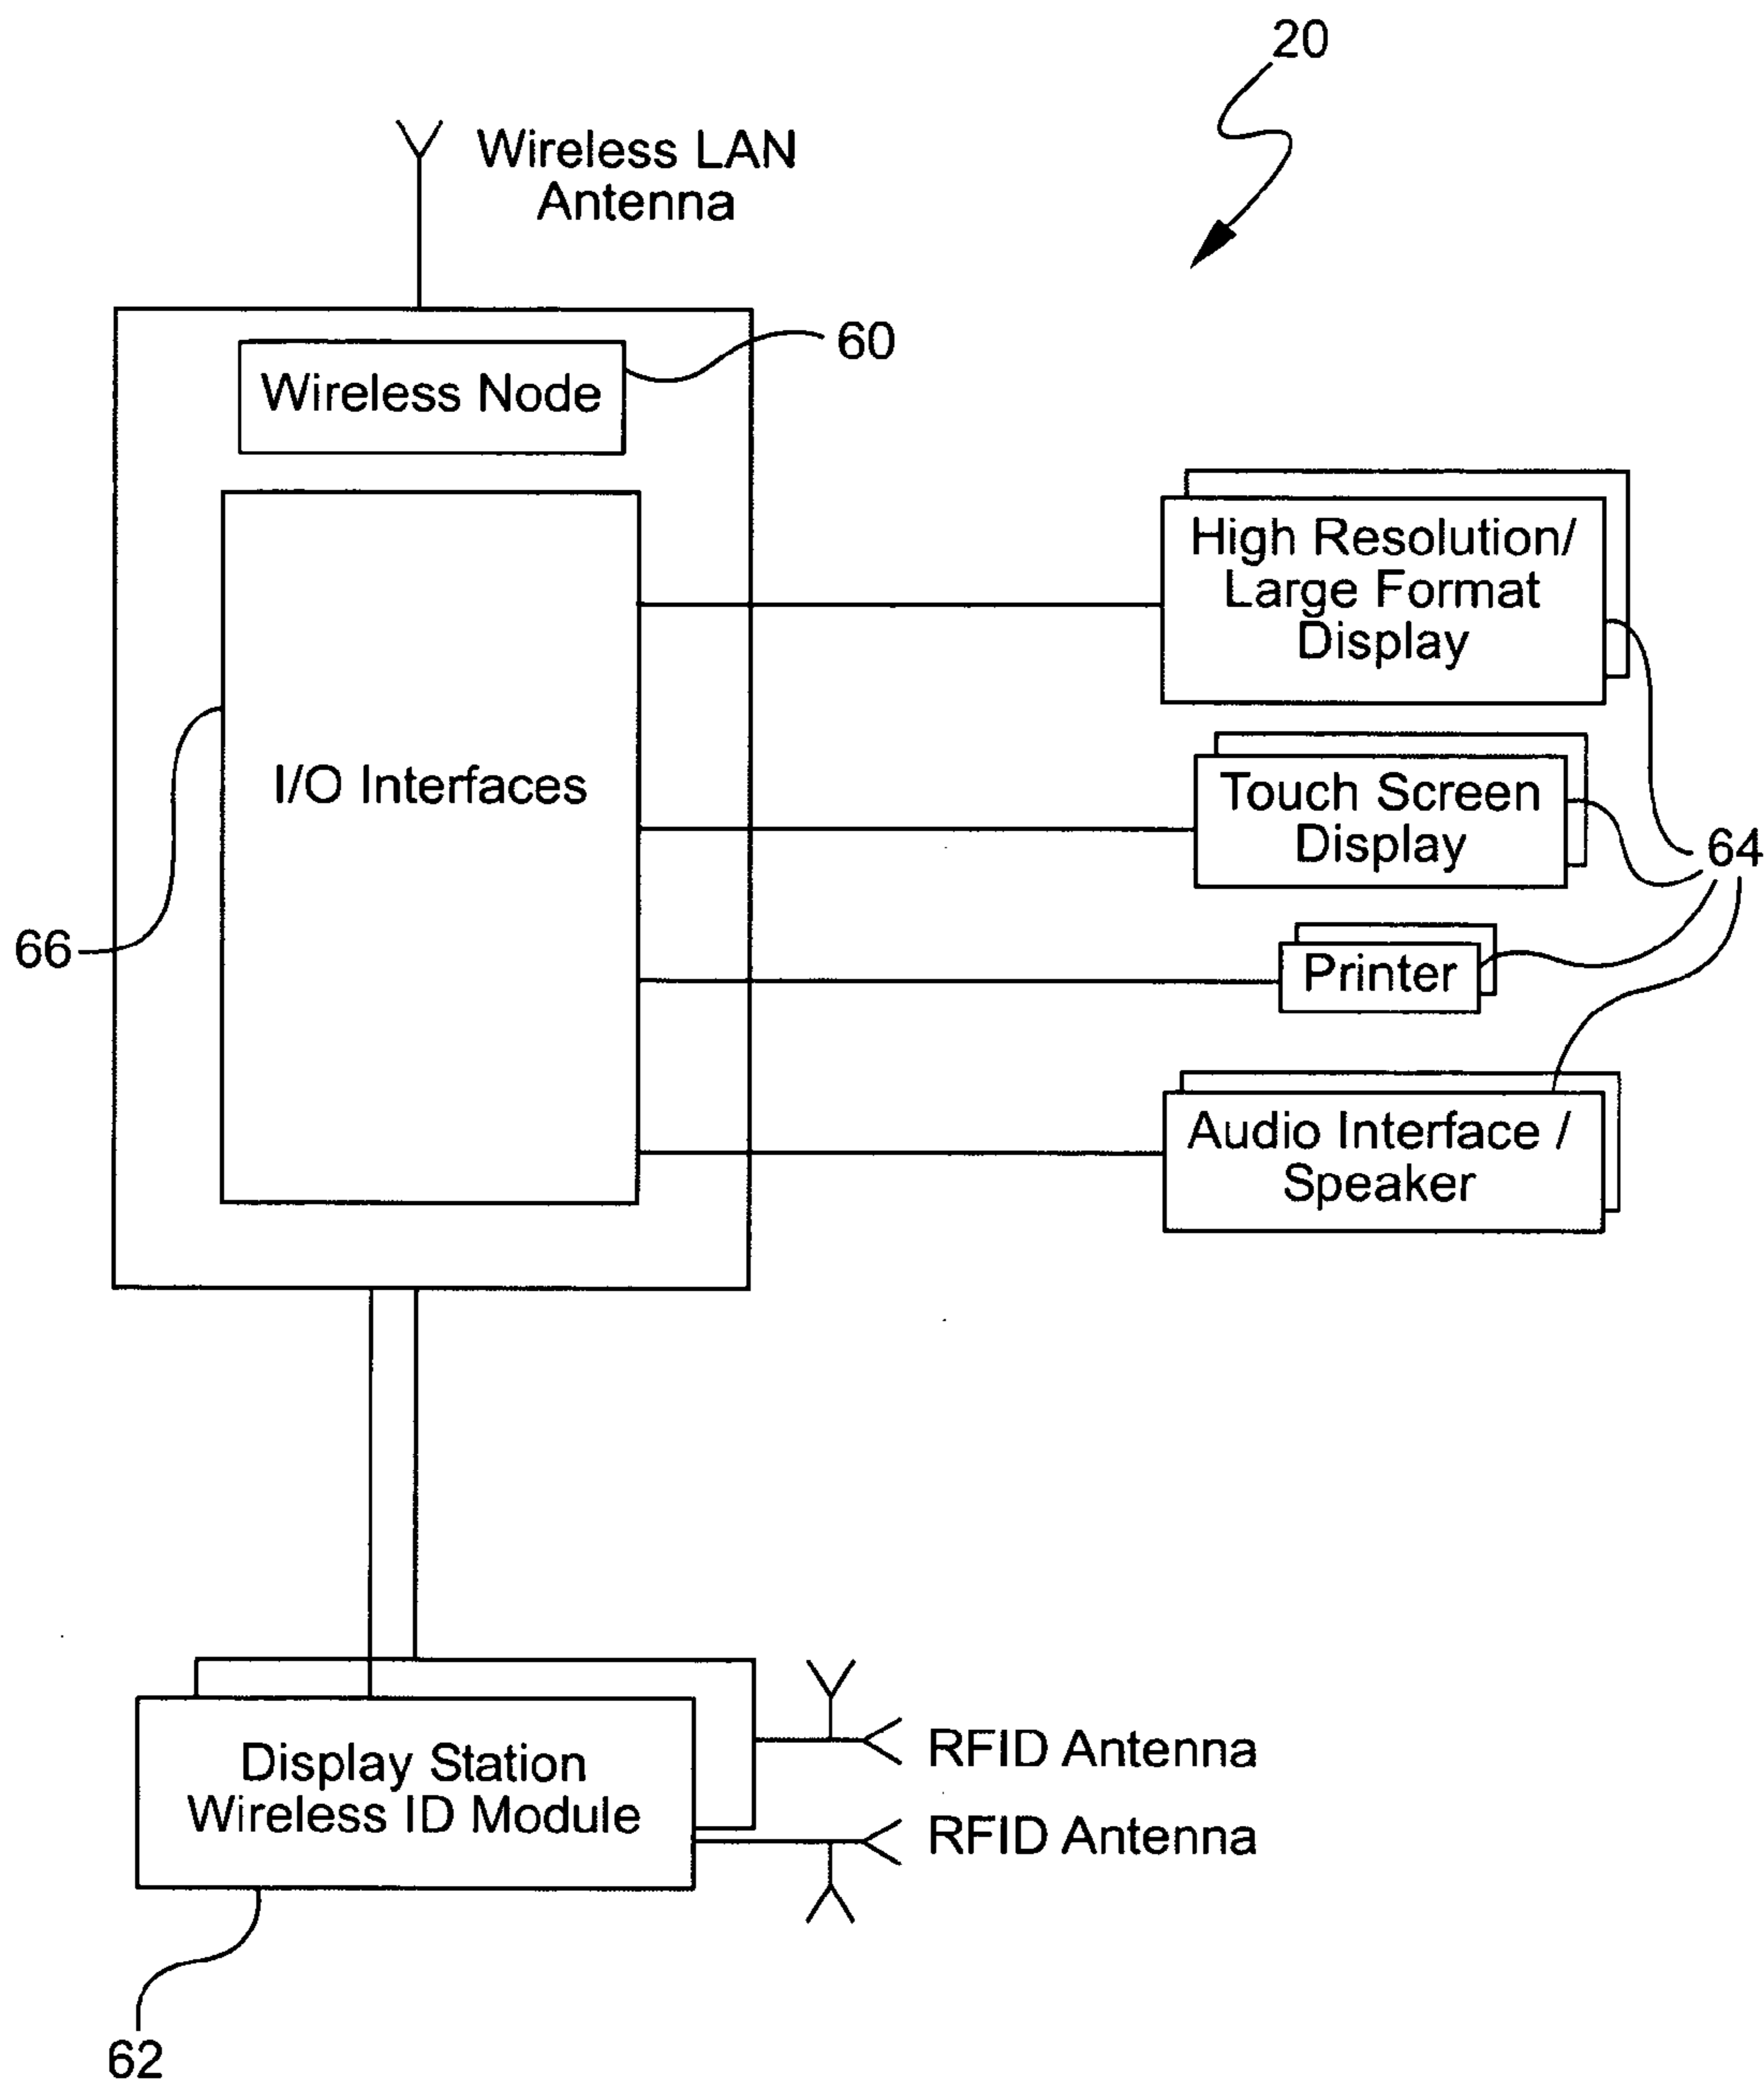 20
Wireless LAN
Antenna
60
Wireless Node
High Resolution/
Large Format
Display
I/O Interfaces
Touch Screen
Display
64
66
Printer
Audio Interface /
Speaker
Display Station
Wireless ID Module
RFID Antenna
RFID Antenna
62